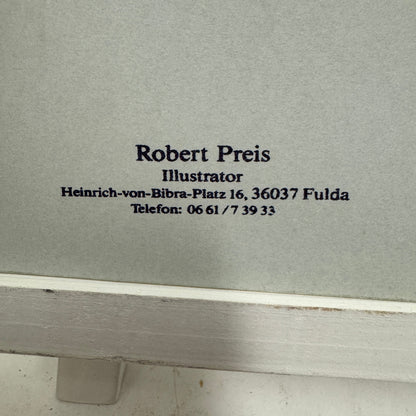 Robert Preis
Illustrator
Heinrich-von-Bibra-Platz 16, 36037 Fulda
Telefon: 06 61 / 7 39 33